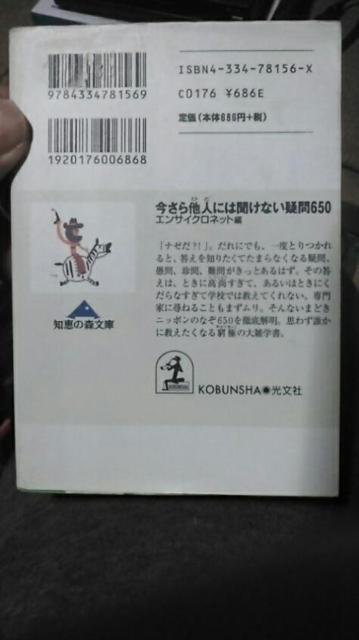 ISBN4-334-78156-X
C0176 ¥686E
定価(本体686円+税)
9784334781569
1920176006868
今さら他人には聞けない疑問650
エンサイクロネット編
「ナゼだ?!」。だれにでも、一度とりつかれ
ると、答えを知りたくてたまらなくなる疑問、
愚問、珍問、難問がきっとあるはず。その答
えは、ときに高尚すぎて、あるいはときにく
だらなすぎて学校では教えてくれない。専門
家に尋ねることもまずムリ。そんないまどき
ニッポンのなぞ650を徹底解明。思わず誰か
に教えたくなる窮極の大雑学書。
知恵の森文庫
KOBUNSHA 光文社